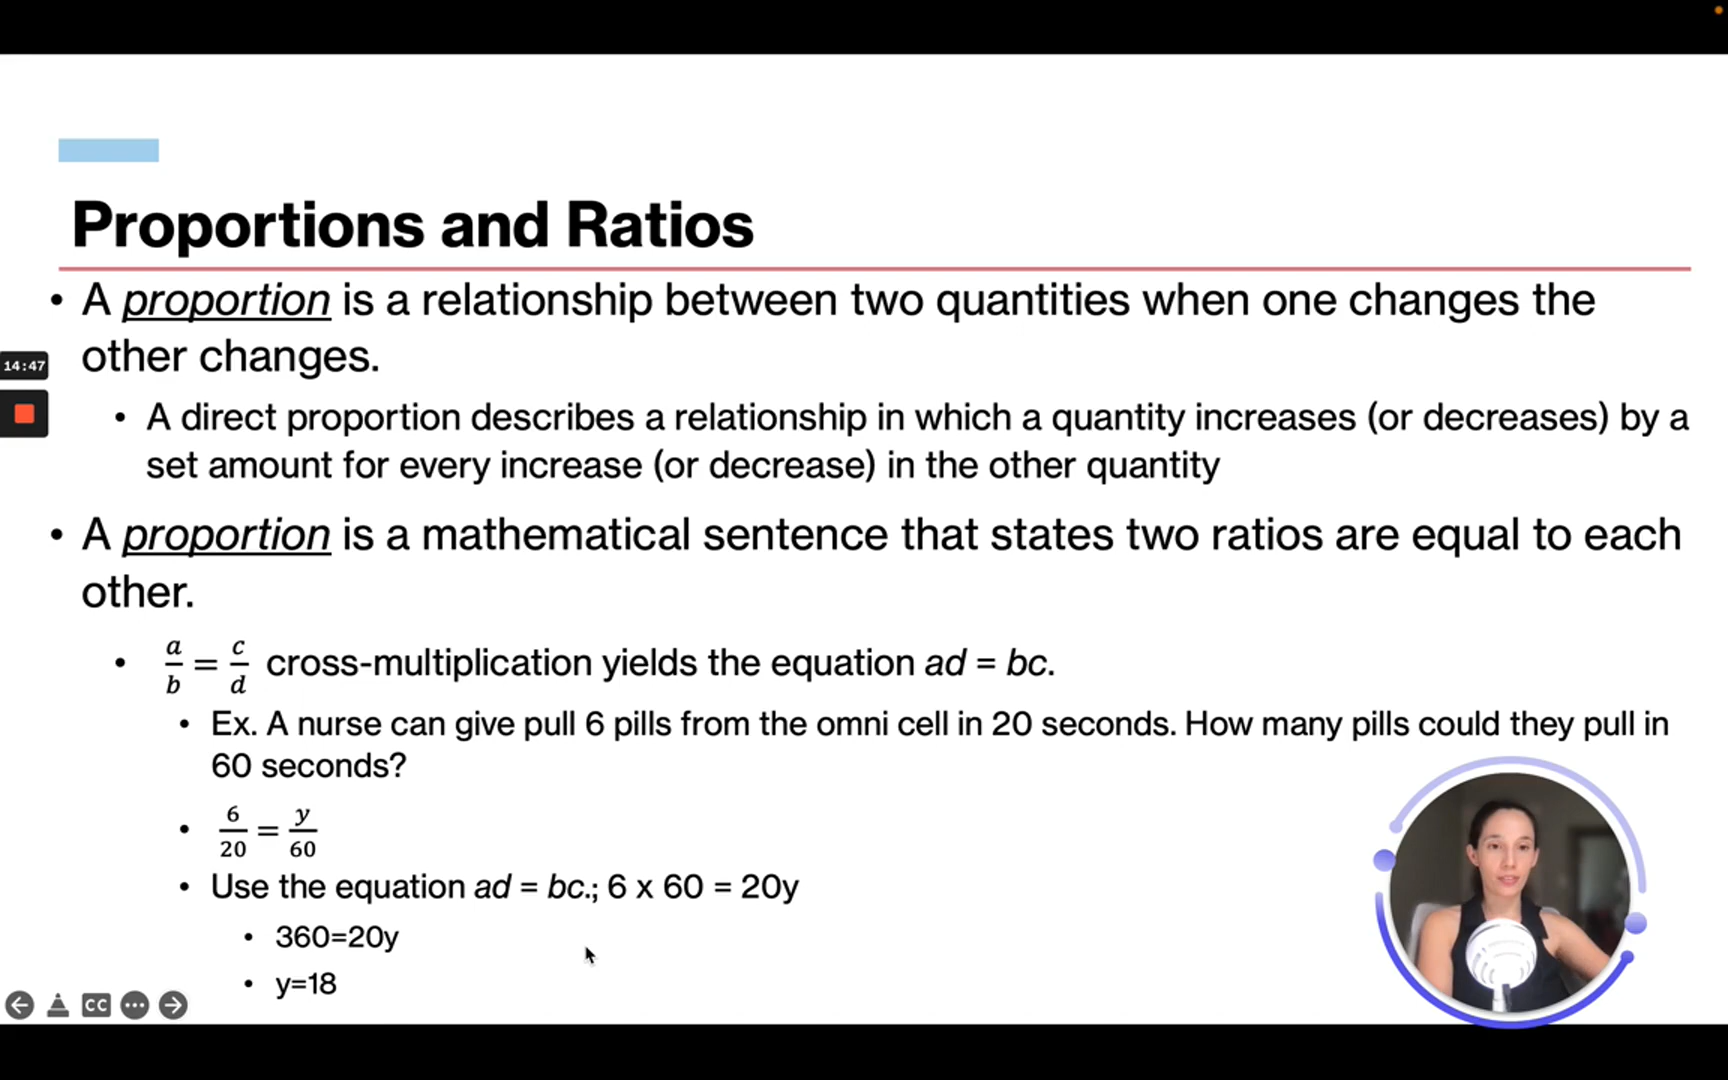 Proportions and Ratios
• A proportion is a relationship between two quantities when one changes the
other changes.
14:47
• A direct proportion describes a relationship in which a quantity increases (or decreases) by a
set amount for every increase (or decrease) in the other quantity
• A proportion is a mathematical sentence that states two ratios are equal to each
other.
• a/b = c/d cross-multiplication yields the equation ad = bc.
• Ex. A nurse can give pull 6 pills from the omni cell in 20 seconds. How many pills could they pull in
60 seconds?
• 6/20 = y/60
• Use the equation ad = bc.; 6 x 60 = 20y
• 360=20y
• y=18
CC